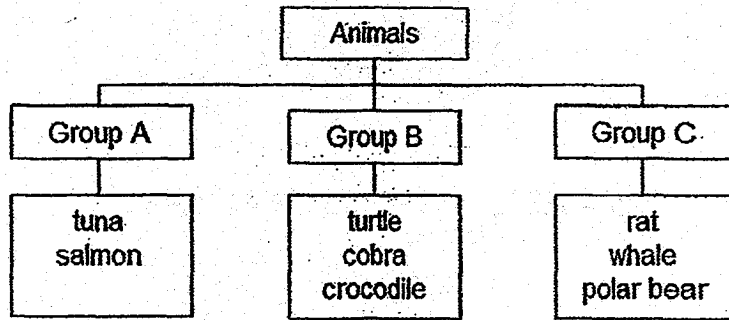 Animals
Group A
Group B
Group C
tuna
salmon
turtle
cobra
crocodile
rat
whale
polar bear